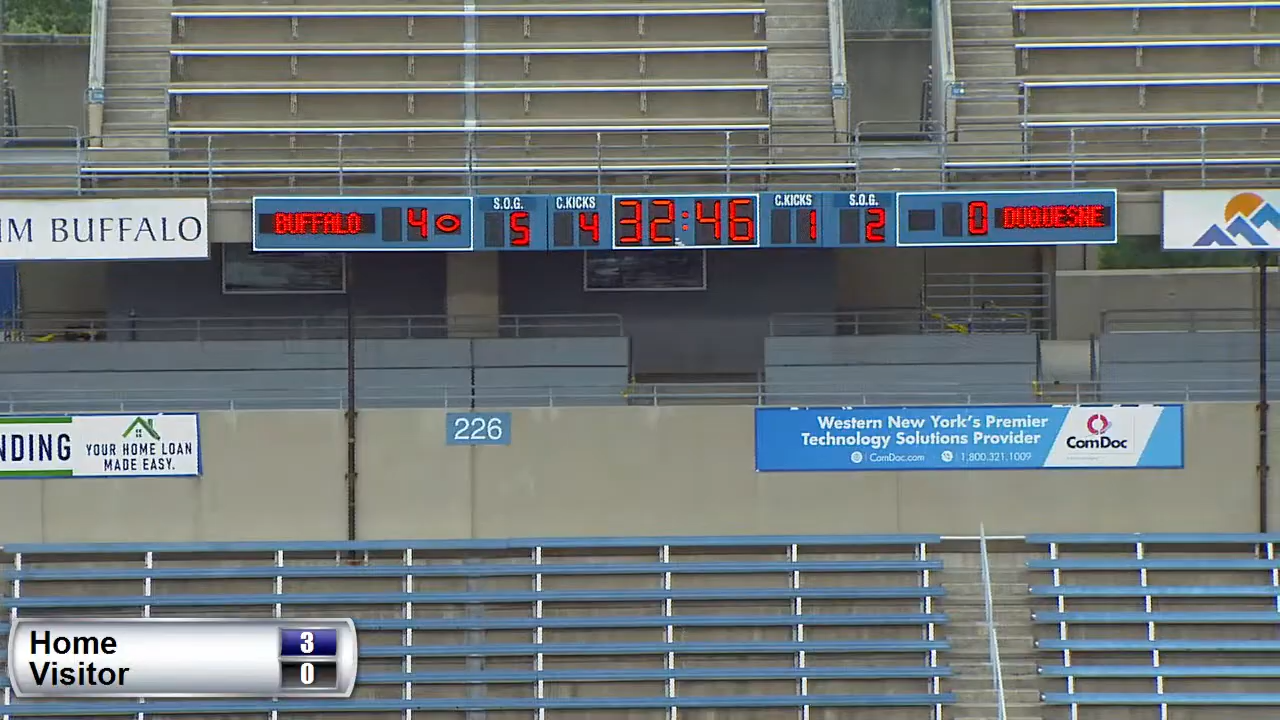 IM BUFFALO
BUFFALO 4
S.O.G. 5
C.KICKS 4
32:46
C.KICKS 1
S.O.G. 2
0 DUQUESNE
NDING
YOUR HOME LOAN
MADE EASY.
226
Western New York's Premier
Technology Solutions Provider
ComDoc.com 1.800.321.1009
ComDoc
Home 3
Visitor 0